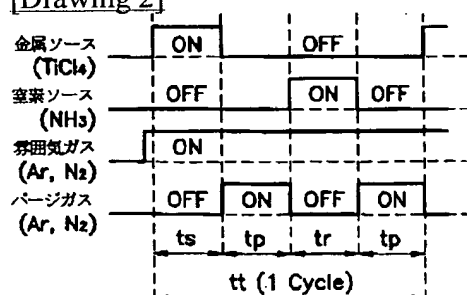 [Drawing 2]
金属ソース ON OFF
(TiCl₄)
窒素ソース OFF ON OFF
(NH₃)
雰囲気ガス ON
(Ar, N₂)
パージガス OFF ON OFF ON
(Ar, N₂)
ts tp tr tp
tt (1 Cycle)